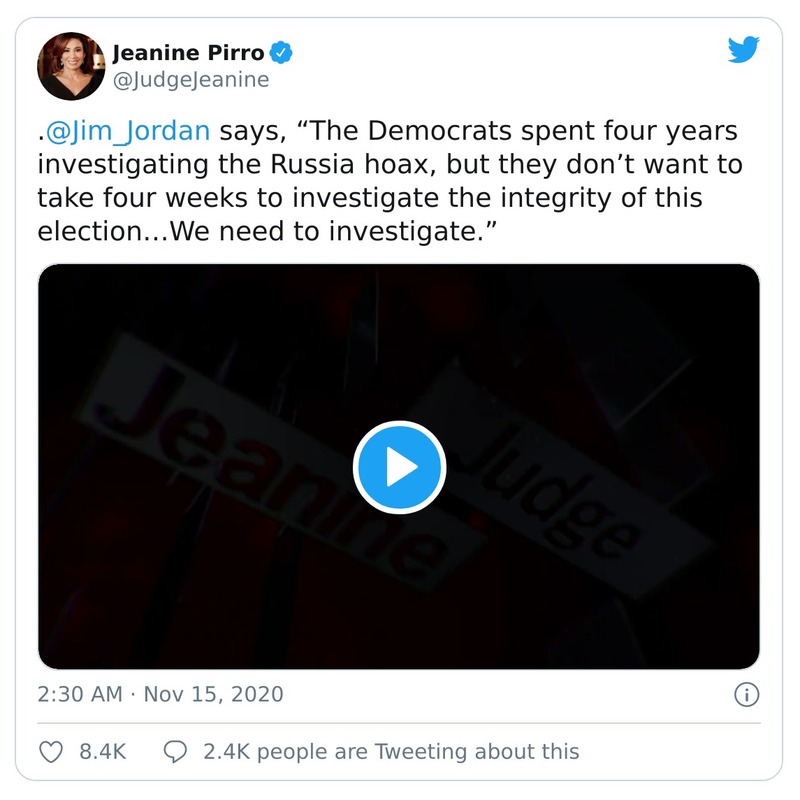 Jeanine Pirro
@JudgeJeanine
.@Jim_Jordan says, “The Democrats spent four years
investigating the Russia hoax, but they don’t want to
take four weeks to investigate the integrity of this
election…We need to investigate.”
Jeanine
Judge
2:30 AM · Nov 15, 2020
8.4K
2.4K people are Tweeting about this